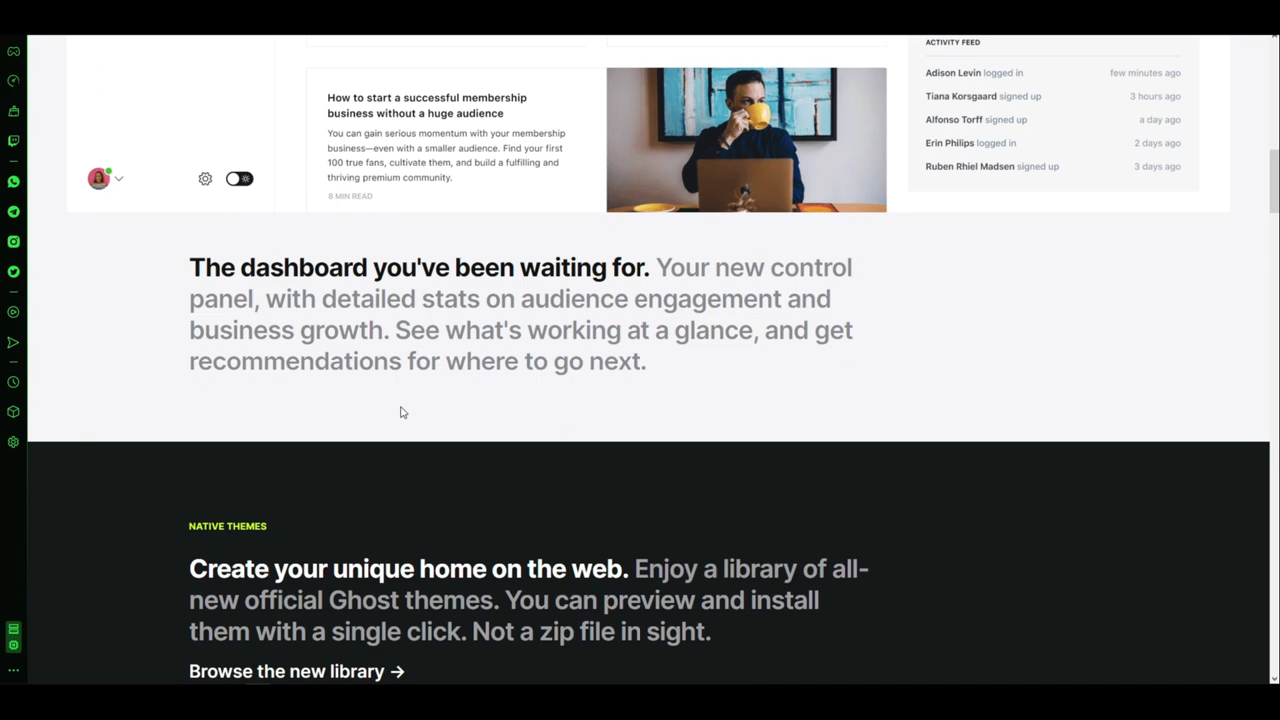 ACTIVITY FEED
Adison Levin logged in few minutes ago
Tiana Korsgaard signed up 3 hours ago
Alfonso Torff signed up a day ago
Erin Philips logged in 2 days ago
Ruben Rhiel Madsen signed up 3 days ago
How to start a successful membership
business without a huge audience
You can gain serious momentum with your membership
business—even with a smaller audience. Find your first
100 true fans, cultivate them, and build a fulfilling and
thriving premium community.
8 MIN READ
The dashboard you've been waiting for. Your new control
panel, with detailed stats on audience engagement and
business growth. See what's working at a glance, and get
recommendations for where to go next.
NATIVE THEMES
Create your unique home on the web. Enjoy a library of all-
new official Ghost themes. You can preview and install
them with a single click. Not a zip file in sight.
Browse the new library →